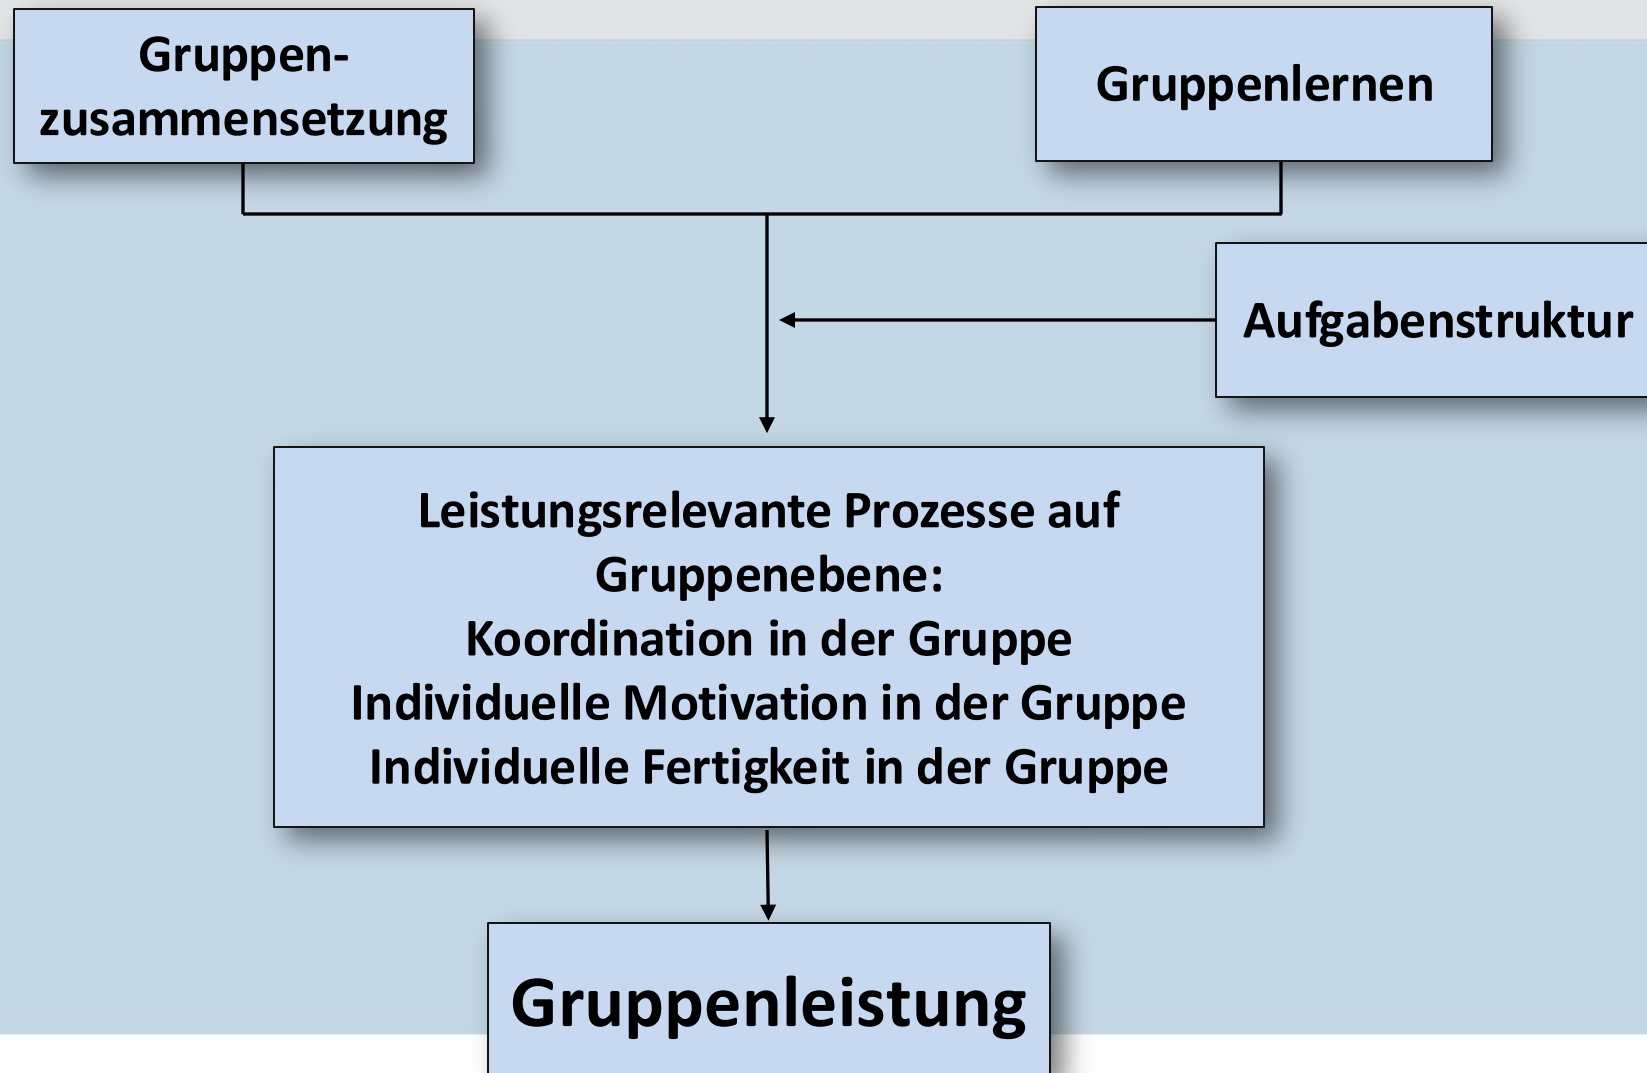 Gruppen-
zusammensetzung
Gruppenlernen
Aufgabenstruktur
Leistungsrelevante Prozesse auf
Gruppenebene:
Koordination in der Gruppe
Individuelle Motivation in der Gruppe
Individuelle Fertigkeit in der Gruppe
Gruppenleistung